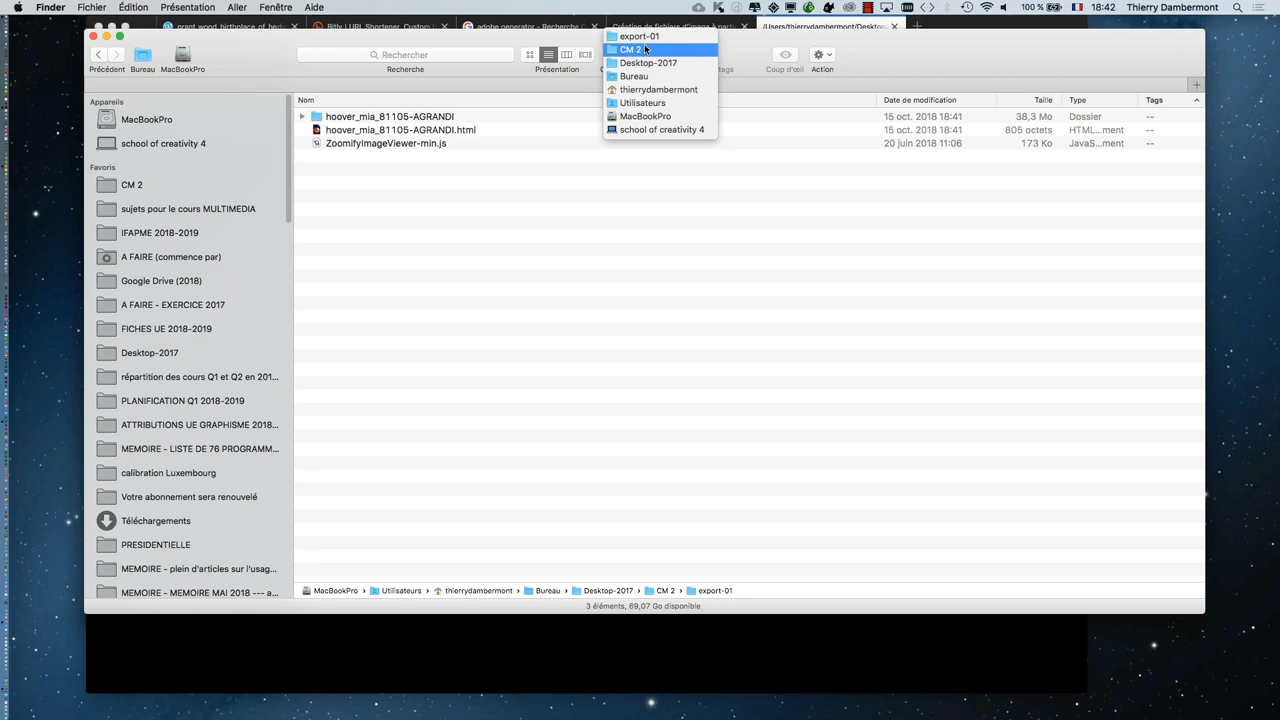 Finder Fichier Édition Présentation Aller Fenêtre Aide 100 % 18:42 Thierry Dambermont
grant wood birthplace of herbe
Bitly | URL Shortener, Custom
adobe generator - Recherche
Création de fichiers d'image à parti
/Users/thierrydambermont/Desktop
Rechercher
Précédent Bureau MacBookPro Recherche Présentation Coup d'œil Action
export-01
CM 2
Desktop-2017
Bureau
thierrydambermont
Utilisateurs
MacBookPro
school of creativity 4
Nom Date de modification Taille Type Tags
hoover_mia_81105-AGRANDI 15 oct. 2018 18:41 38,3 Mo Dossier
hoover_mia_81105-AGRANDI.html 15 oct. 2018 18:41 805 octets HTML...ment
ZoomifyImageViewer-min.js 20 juin 2018 11:06 173 Ko JavaS...ment
Appareils
MacBookPro
school of creativity 4
Favoris
CM 2
sujets pour le cours MULTIMEDIA
IFAPME 2018-2019
A FAIRE (commence par)
Google Drive (2018)
A FAIRE - EXERCICE 2017
FICHES UE 2018-2019
Desktop-2017
répartition des cours Q1 et Q2 en 201...
PLANIFICATION Q1 2018-2019
ATTRIBUTIONS UE GRAPHISME 2018...
MEMOIRE - LISTE DE 76 PROGRAMM...
calibration Luxembourg
Votre abonnement sera renouvelé
Téléchargements
PRESIDENTIELLE
MEMOIRE - plein d'articles sur l'usag...
MEMOIRE - MEMOIRE MAI 2018 --- a...
MacBookPro › Utilisateurs › thierrydambermont › Bureau › Desktop-2017 › CM 2 › export-01
3 éléments, 69,07 Go disponible